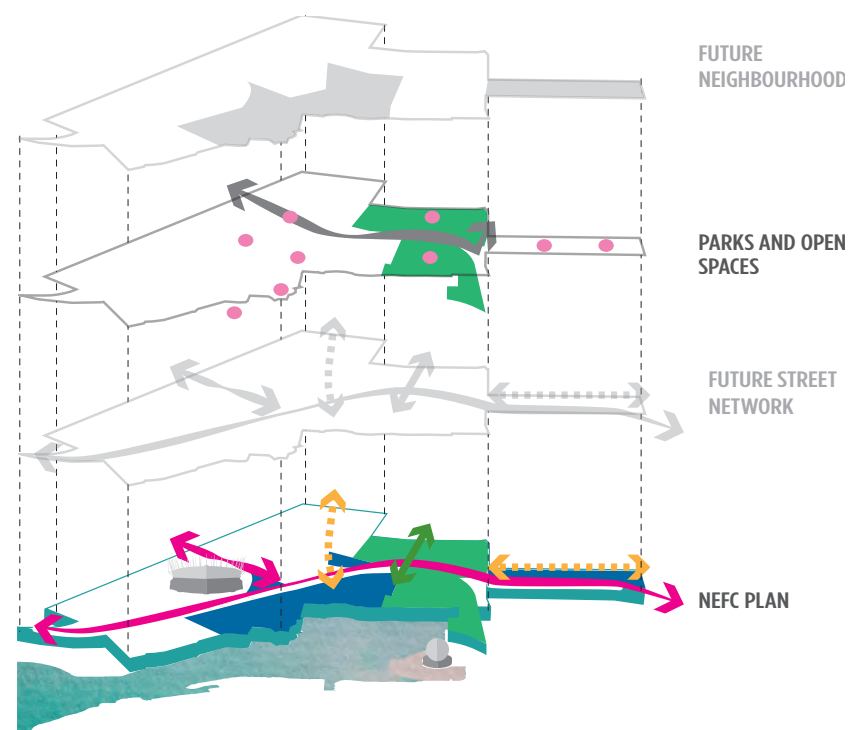 FUTURE
NEIGHBOURHOOD
PARKS AND OPEN
SPACES
FUTURE STREET
NETWORK
NEFC PLAN